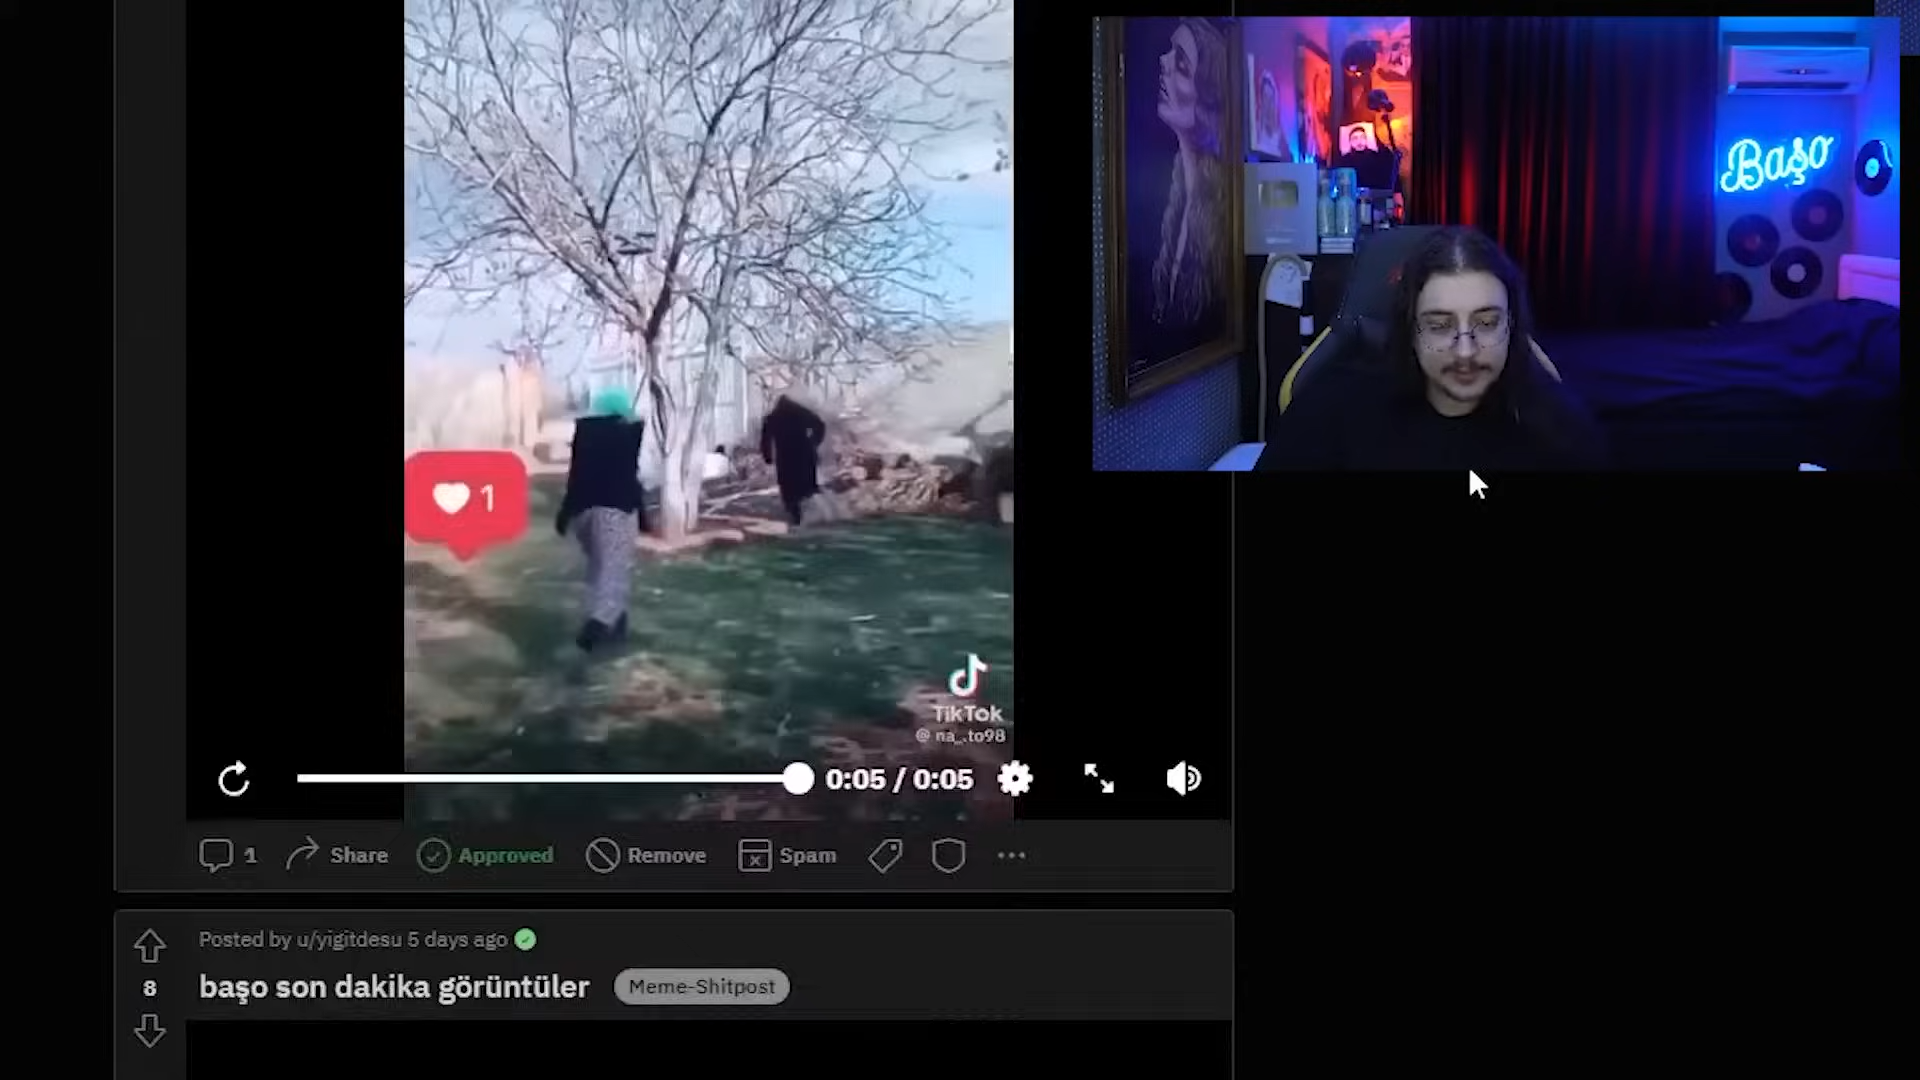 Başo
1
TikTok
@ na_.to98
0:05 / 0:05
1 Share Approved Remove Spam
Posted by u/yigitdesu 5 days ago
8
başo son dakika görüntüler Meme-Shitpost